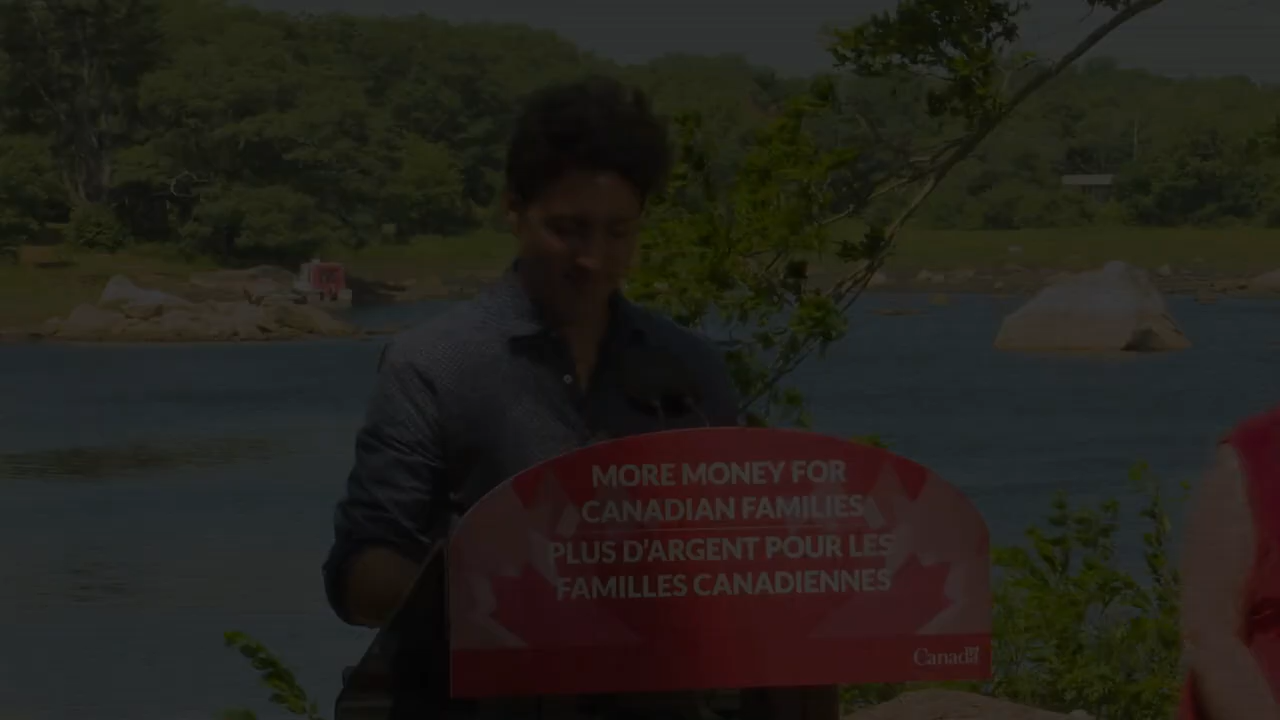 MORE MONEY FOR
CANADIAN FAMILIES
PLUS D'ARGENT POUR LES
FAMILLES CANADIENNES
Canada